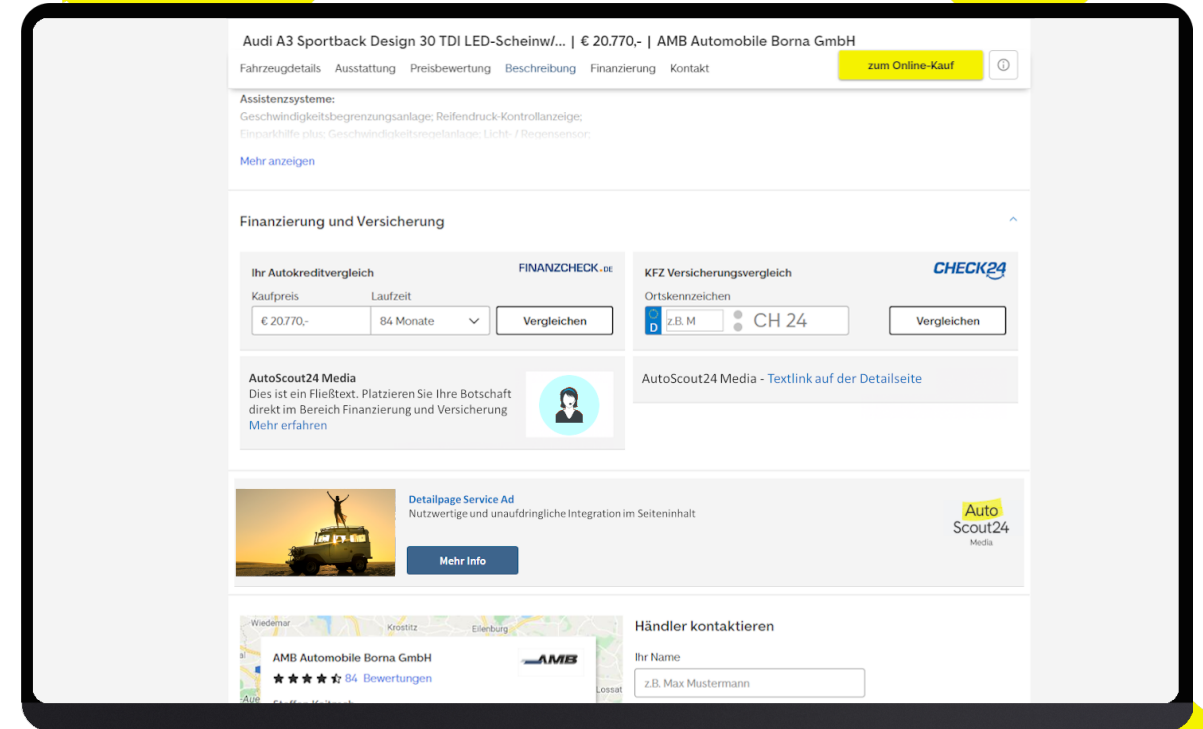 Audi A3 Sportback Design 30 TDI LED-Scheinw/... | € 20.770,- | AMB Automobile Borna GmbH
Fahrzeugdetails Ausstattung Preisbewertung Beschreibung Finanzierung Kontakt
zum Online-Kauf
Assistenzsysteme:
Geschwindigkeitsbegrenzungsanlage; Reifendruck-Kontrollanzeige;
Einparkhilfe plus; Geschwindigkeitsregelanlage; Licht- / Regensensor;
Mehr anzeigen
Finanzierung und Versicherung
Ihr Autokreditvergleich
FINANZCHECK.DE
Kaufpreis Laufzeit
€ 20.770,- 84 Monate Vergleichen
KFZ Versicherungsvergleich
CHECK24
Ortskennzeichen
D z.B. M CH 24 Vergleichen
AutoScout24 Media
Dies ist ein Fließtext. Platzieren Sie Ihre Botschaft
direkt im Bereich Finanzierung und Versicherung
Mehr erfahren
AutoScout24 Media - Textlink auf der Detailseite
Detailpage Service Ad
Nutzwertige und unaufdringliche Integration im Seiteninhalt
Mehr Info
Auto
Scout24
Media
Wiedemar
Krostitz
Eilenburg
AMB Automobile Borna GmbH
AMB
84 Bewertungen
Lossat
Händler kontaktieren
Ihr Name
z.B. Max Mustermann